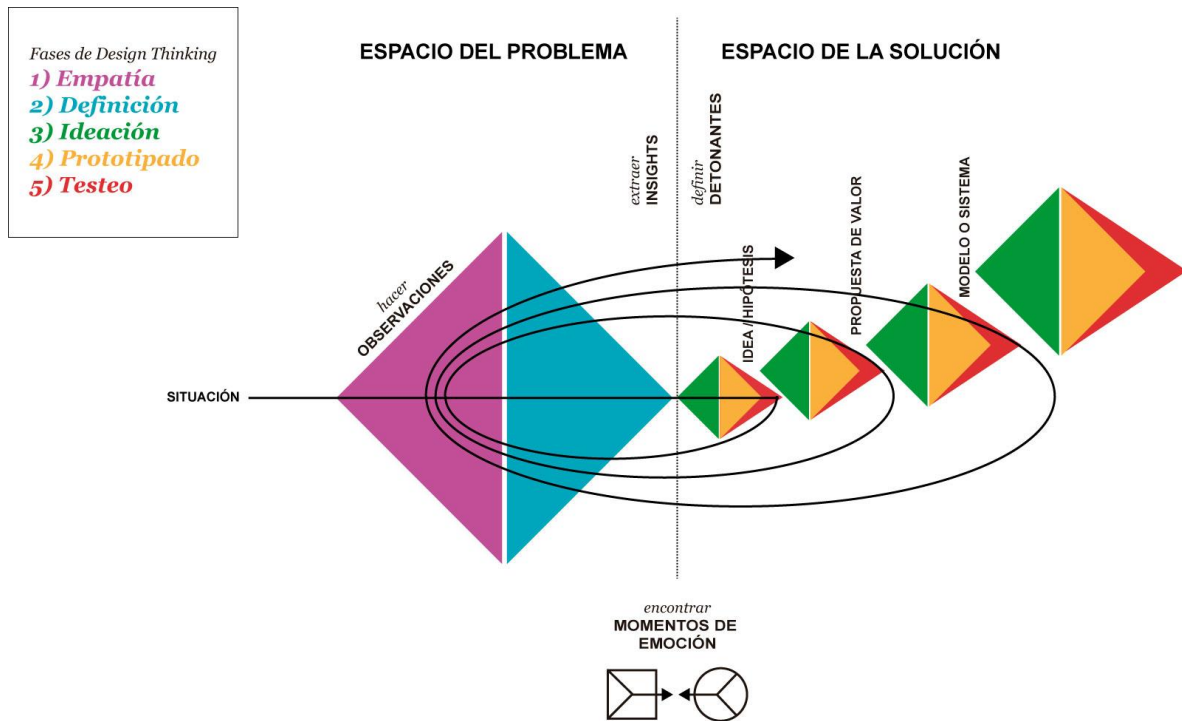 Fases de Design Thinking
1) Empatía
2) Definición
3) Ideación
4) Prototipado
5) Testeo
ESPACIO DEL PROBLEMA
ESPACIO DE LA SOLUCIÓN
SITUACIÓN
hacer
OBSERVACIONES
extraer
INSIGHTS
definir
DETONANTES
IDEA / HIPÓTESIS
PROPUESTA DE VALOR
MODELO O SISTEMA
encontrar
MOMENTOS DE
EMOCIÓN